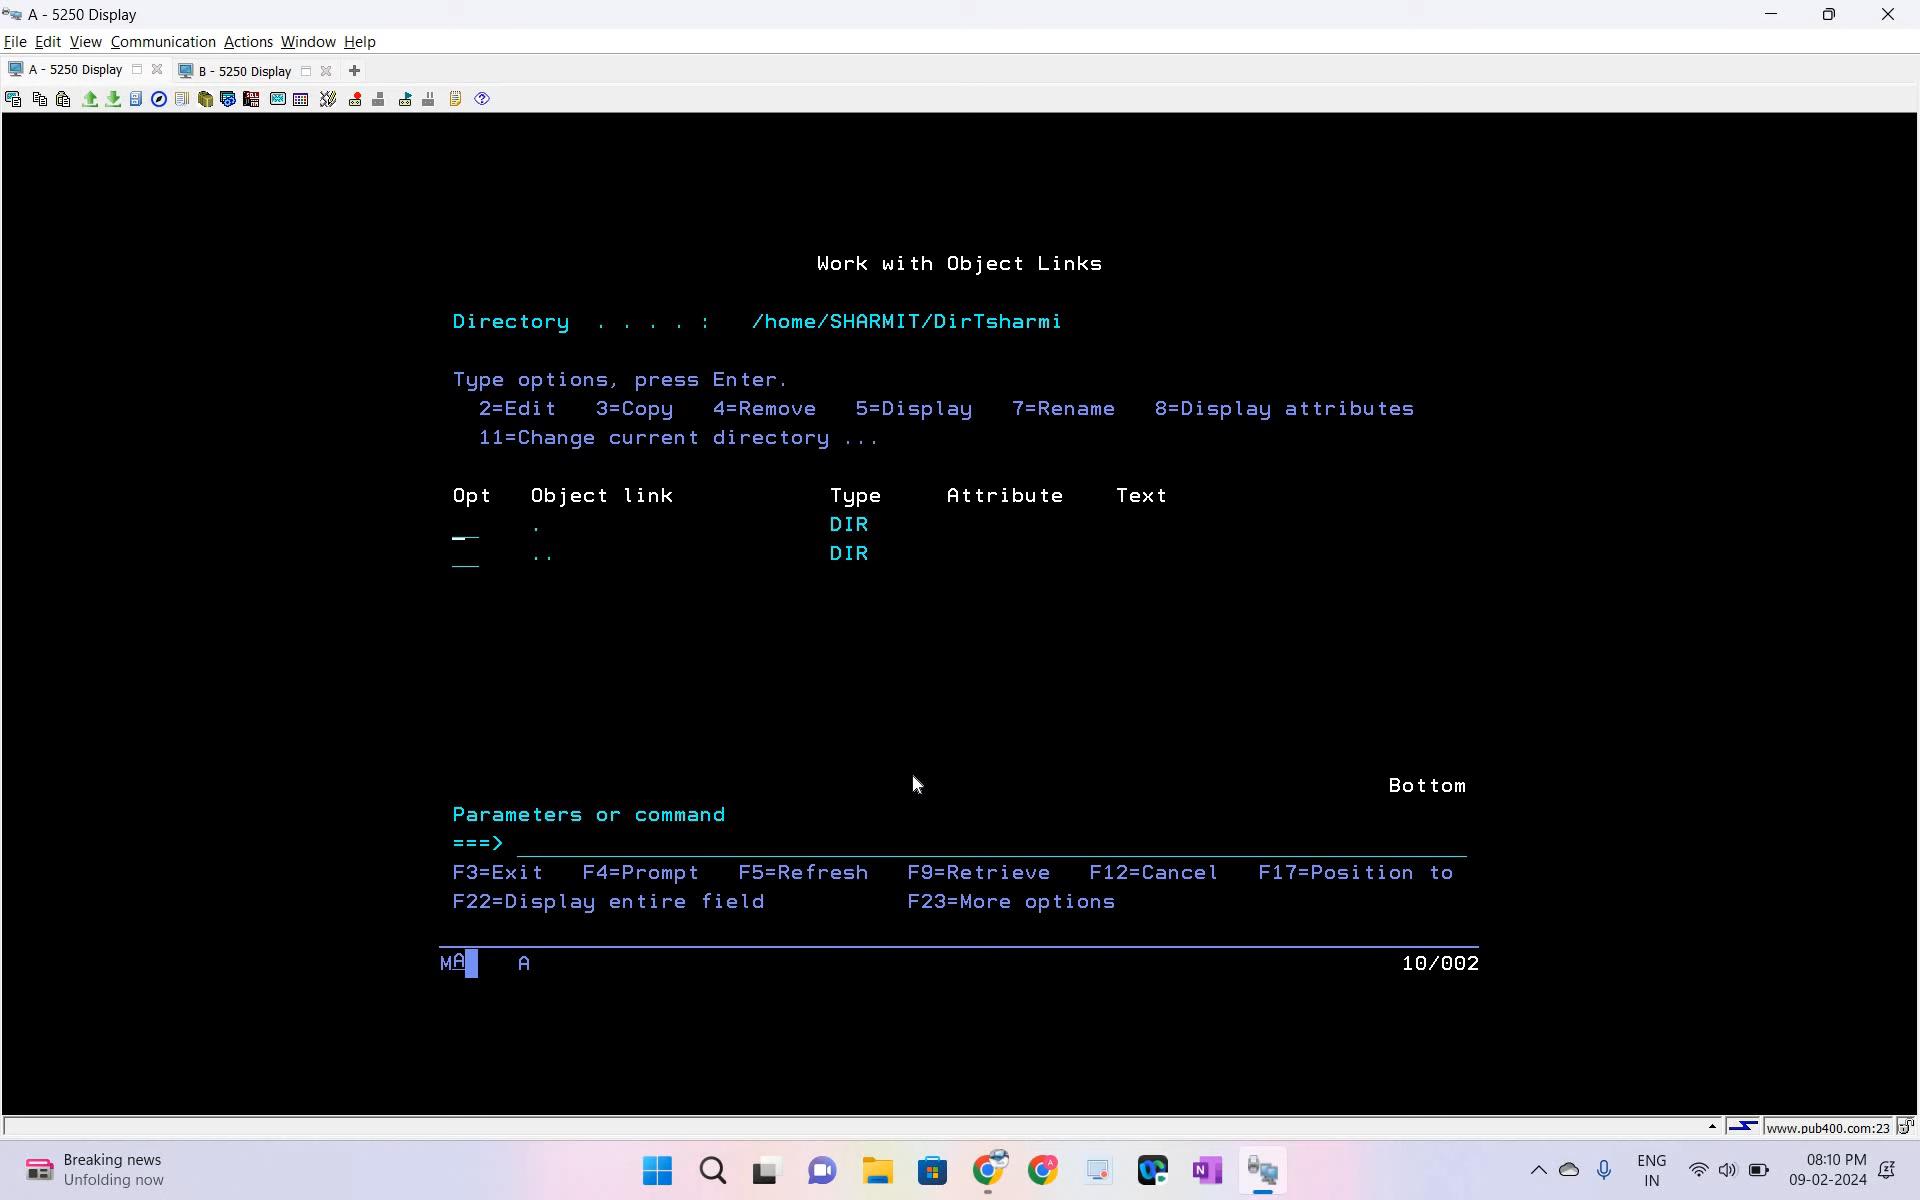 A - 5250 Display
File Edit View Communication Actions Window Help
A - 5250 Display B - 5250 Display
Work with Object Links
Directory . . . . : /home/SHARMIT/DirTsharmi
Type options, press Enter.
2=Edit 3=Copy 4=Remove 5=Display 7=Rename 8=Display attributes
11=Change current directory ...
Opt Object link Type Attribute Text
__ . DIR
__ .. DIR
Bottom
Parameters or command
===>
F3=Exit F4=Prompt F5=Refresh F9=Retrieve F12=Cancel F17=Position to
F22=Display entire field F23=More options
MA A 10/002
www.pub400.com:23
Breaking news
Unfolding now
ENG
IN
08:10 PM
09-02-2024